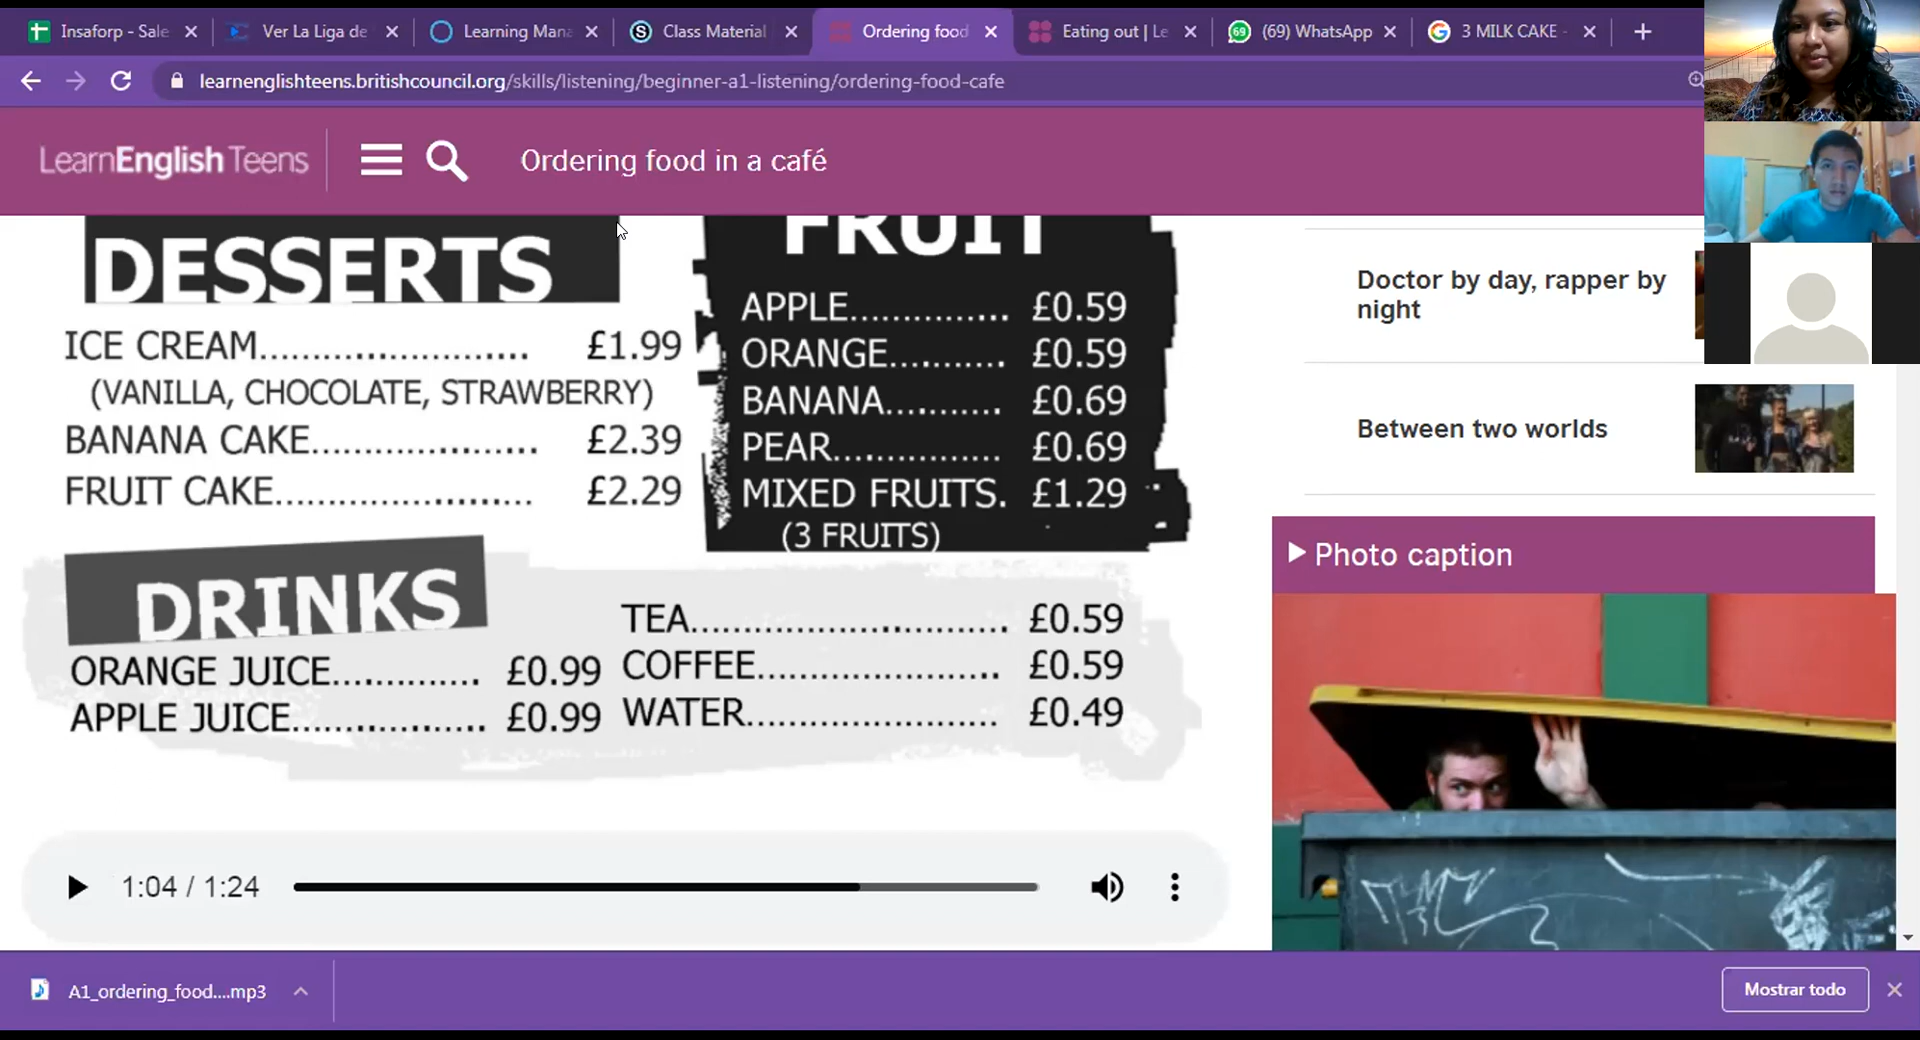 Insaforp - Sale
Ver La Liga de
Learning Mana
Class Material
Ordering food
Eating out | Le
(69) WhatsApp
3 MILK CAKE -
learnenglishteens.britishcouncil.org/skills/listening/beginner-a1-listening/ordering-food-cafe
LearnEnglish Teens
Ordering food in a café
DESSERTS
ICE CREAM........................ £1.99
(VANILLA, CHOCOLATE, STRAWBERRY)
BANANA CAKE.................... £2.39
FRUIT CAKE....................... £2.29
FRUIT
APPLE.............. £0.59
ORANGE.......... £0.59
BANANA.......... £0.69
PEAR............... £0.69
MIXED FRUITS. £1.29
(3 FRUITS)
DRINKS
ORANGE JUICE............. £0.99
APPLE JUICE................. £0.99
TEA............................. £0.59
COFFEE...................... £0.59
WATER....................... £0.49
Doctor by day, rapper by
night
Between two worlds
Photo caption
1:04 / 1:24
A1_ordering_food....mp3
Mostrar todo